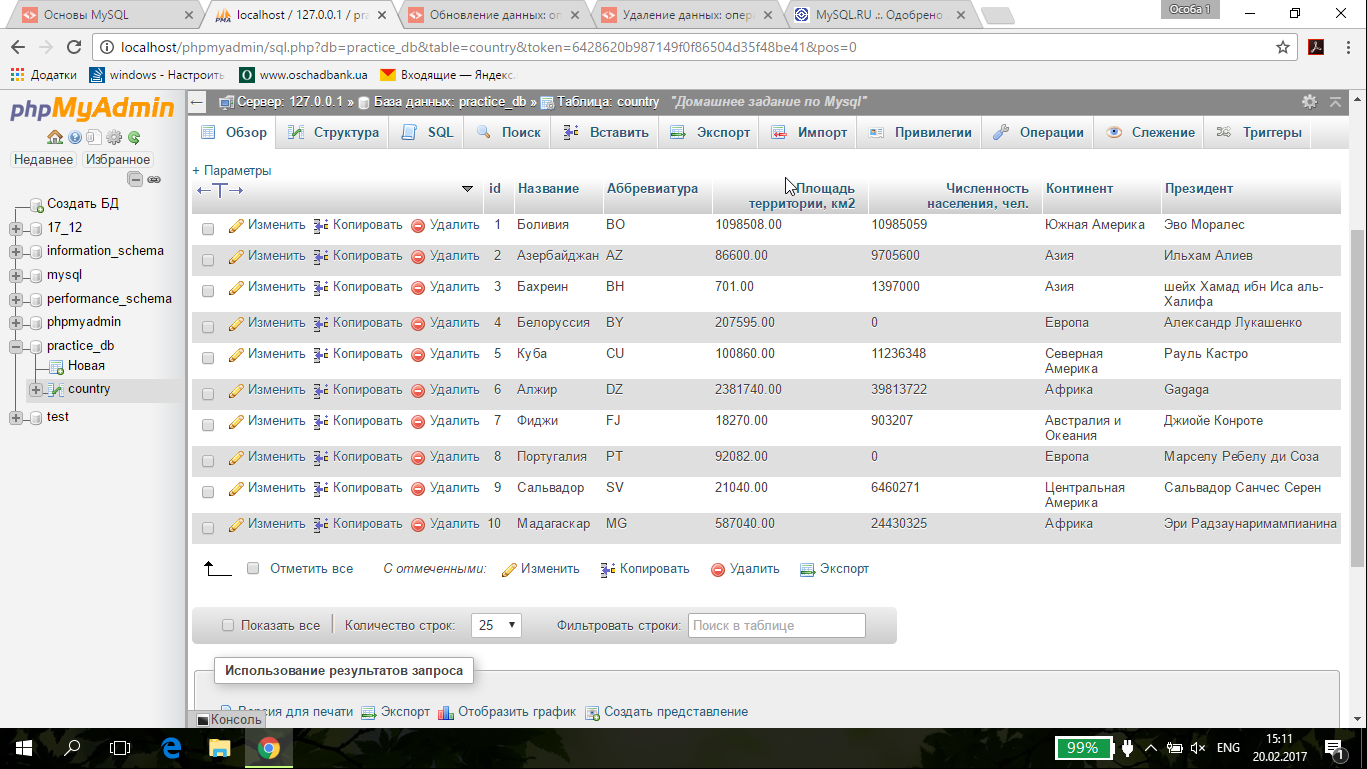 Основы MySQL
localhost / 127.0.0.1 / pra
Обновление данных: оп
Удаление данных: опер
MySQL.RU .:. Одобрено
Особа 1
localhost/phpmyadmin/sql.php?db=practice_db&table=country&token=6428620b987149f0f86504d35f48be41&pos=0
Додатки windows - Настроить www.oschadbank.ua Входящие — Яндекс.
phpMyAdmin
Недавнее Избранное
Создать БД
17_12
information_schema
mysql
performance_schema
phpmyadmin
practice_db
Новая
country
test
Сервер: 127.0.0.1 » База данных: practice_db » Таблица: country "Домашнее задание по Mysql"
Обзор Структура SQL Поиск Вставить Экспорт Импорт Привилегии Операции Слежение Триггеры
+ Параметры
←T→ id Название Аббревиатура Площадь территории, км2 Численность населения, чел. Континент Президент
Изменить Копировать Удалить 1 Боливия BO 1098508.00 10985059 Южная Америка Эво Моралес
Изменить Копировать Удалить 2 Азербайджан AZ 86600.00 9705600 Азия Ильхам Алиев
Изменить Копировать Удалить 3 Бахреин BH 701.00 1397000 Азия шейх Хамад ибн Иса аль-Халифа
Изменить Копировать Удалить 4 Белоруссия BY 207595.00 0 Европа Александр Лукашенко
Изменить Копировать Удалить 5 Куба CU 100860.00 11236348 Северная Америка Рауль Кастро
Изменить Копировать Удалить 6 Алжир DZ 2381740.00 39813722 Африка Gagaga
Изменить Копировать Удалить 7 Фиджи FJ 18270.00 903207 Австралия и Океания Джиойе Конроте
Изменить Копировать Удалить 8 Португалия PT 92082.00 0 Европа Марселу Ребелу ди Соза
Изменить Копировать Удалить 9 Сальвадор SV 21040.00 6460271 Центральная Америка Сальвадор Санчес Серен
Изменить Копировать Удалить 10 Мадагаскар MG 587040.00 24430325 Африка Эри Радзаунаримампианина
Отметить все С отмеченными: Изменить Копировать Удалить Экспорт
Показать все Количество строк: 25 Фильтровать строки: Поиск в таблице
Использование результатов запроса
Версия для печати Экспорт Отобразить график Создать представление
Консоль
99% ENG 15:11
20.02.2017
1